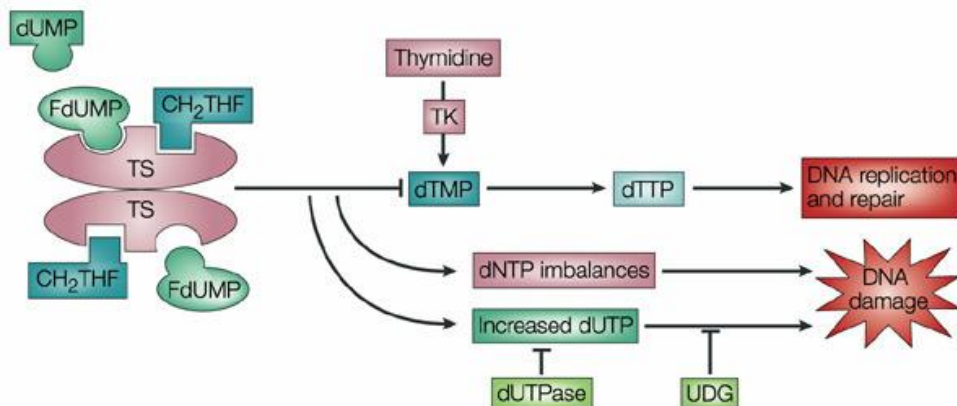 dUMP
FdUMP
CH₂THF
TS
TS
CH₂THF
FdUMP
Thymidine
TK
dTMP
dTTP
DNA replication
and repair
dNTP imbalances
Increased dUTP
DNA
damage
dUTPase
UDG